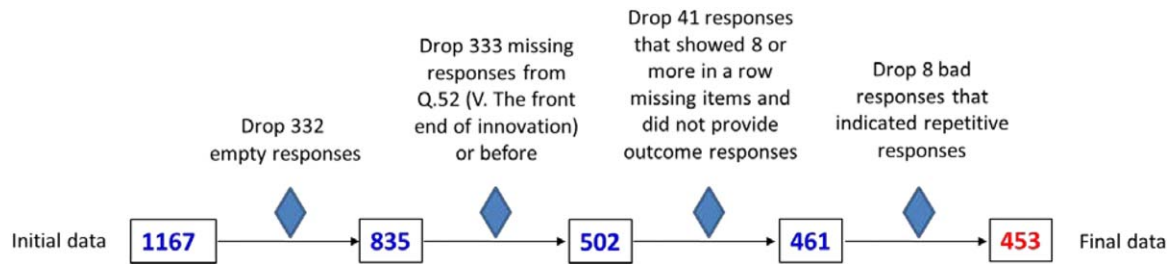 Drop 332
empty responses
Drop 333 missing
responses from
Q.52 (V. The front
end of innovation)
or before
Drop 41 responses
that showed 8 or
more in a row
missing items and
did not provide
outcome responses
Drop 8 bad
responses that
indicated repetitive
responses
Initial data
1167
835
502
461
453
Final data